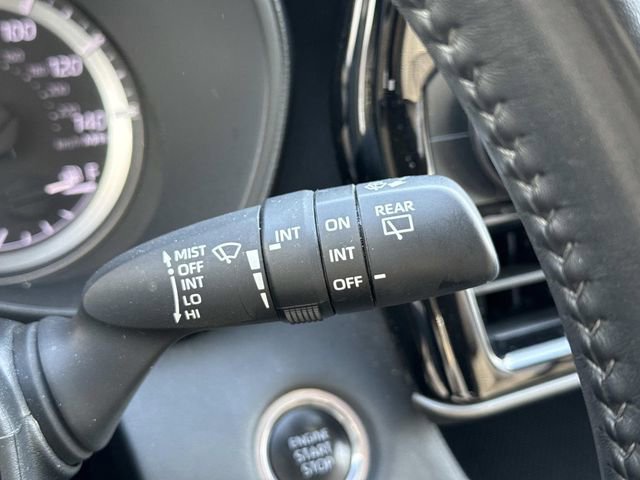 100
120
140
MIST
OFF
INT
LO
HI
INT
ON
INT
OFF
REAR
ENGINE
START
STOP